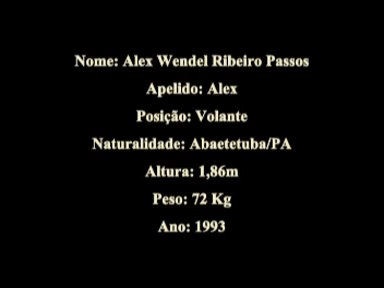 Nome: Alex Wendel Ribeiro Passos
Apelido: Alex
Posição: Volante
Naturalidade: Abaetetuba/PA
Altura: 1,86m
Peso: 72 Kg
Ano: 1993